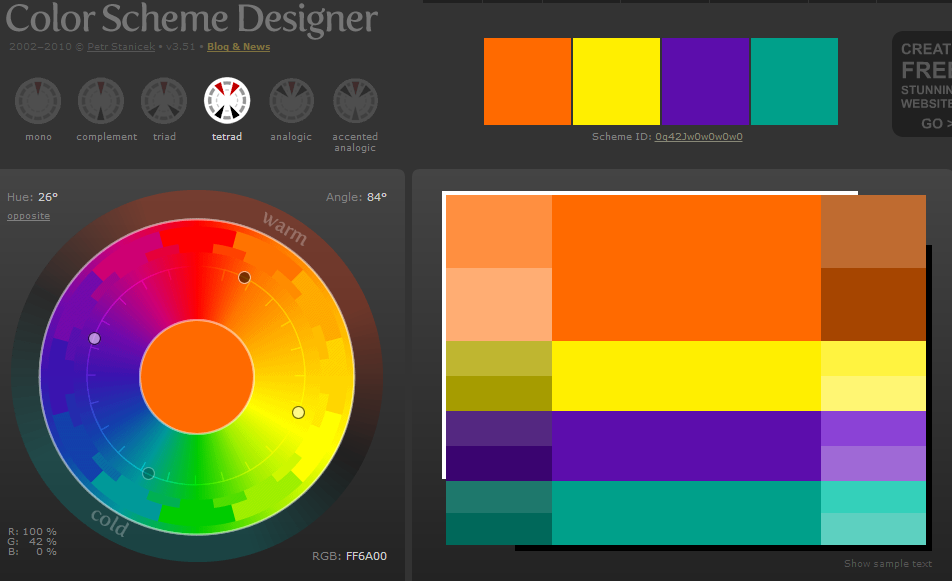 Color Scheme Designer
2002–2010 © Petr Stanicek • v3.51 • Blog & News
mono
complement
triad
tetrad
analogic
accented
analogic
Scheme ID: 0q42Jw0w0w0w0
CREAT
FREE
STUNNIN
WEBSITE
GO >
Hue: 26°
Angle: 84°
opposite
warm
cold
R: 100 %
G: 42 %
B: 0 %
RGB: FF6A00
Show sample text